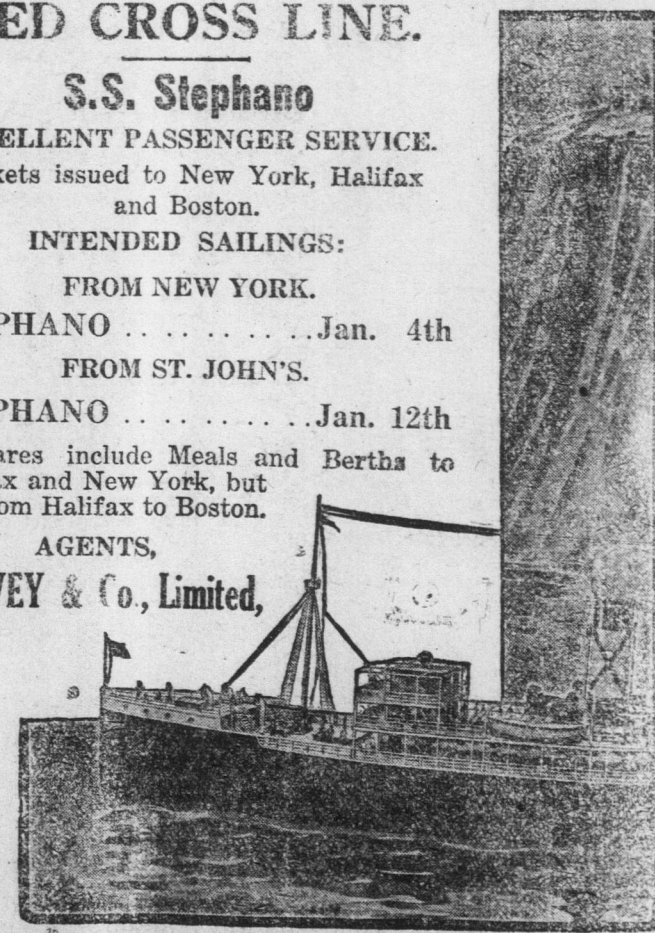 ED CROSS LINE.
S.S. Stephano
ELLENT PASSENGER SERVICE.
kets issued to New York, Halifax
and Boston.
INTENDED SAILINGS:
FROM NEW YORK.
PHANO . . . . . . . . . . Jan. 4th
FROM ST. JOHN'S.
PHANO . . . . . . . . . . Jan. 12th
ares include Meals and Berths to
ax and New York, but
om Halifax to Boston.
AGENTS,
VEY & Co., Limited,